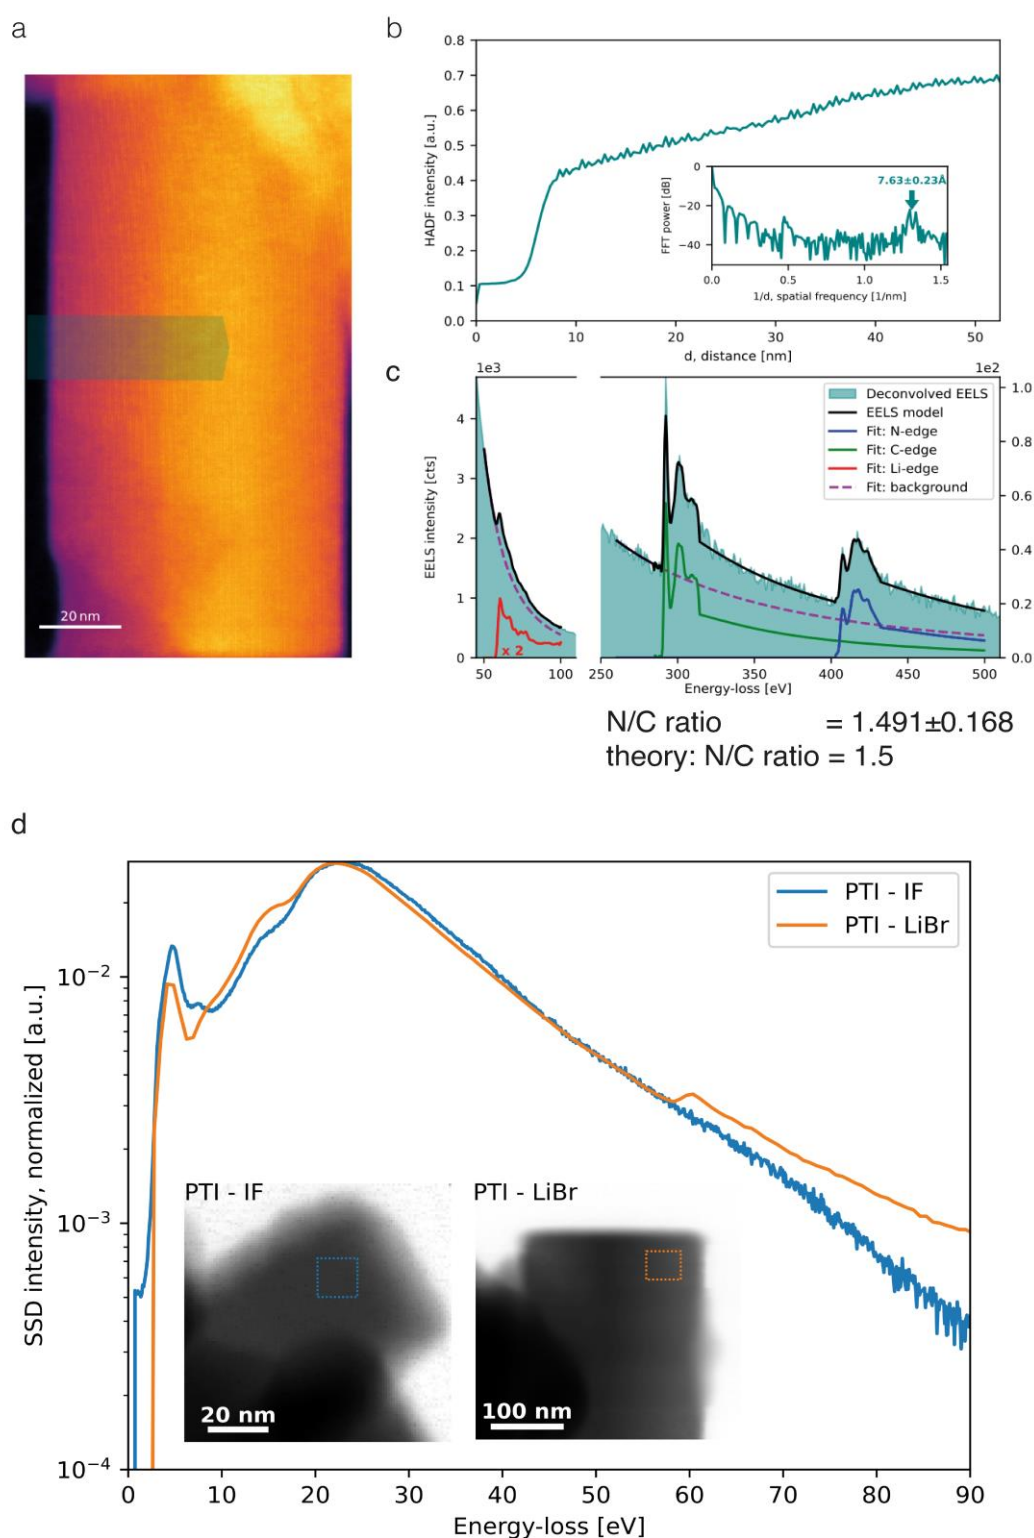 a
20 nm
b
0.8
0.7
0.6
0.5
0.4
0.3
0.2
0.1
0.0
HADF intensity [a.u.]
0
10
20
30
40
50
d, distance [nm]
0
−20
−40
FFT power [dB]
7.63±0.23Å
0.0
0.5
1.0
1.5
1/d, spatial frequency [1/nm]
c
1e3
1e2
4
3
2
1
0
EELS intensity [cts]
1.0
0.8
0.6
0.4
0.2
0.0
Deconvolved EELS
EELS model
Fit: N-edge
Fit: C-edge
Fit: Li-edge
Fit: background
x 2
50
100
250
300
350
400
450
500
Energy-loss [eV]
N/C ratio = 1.491±0.168
theory: N/C ratio = 1.5
d
SSD intensity, normalized [a.u.]
10⁻²
10⁻³
10⁻⁴
PTI - IF
PTI - LiBr
PTI - IF
20 nm
PTI - LiBr
100 nm
0
10
20
30
40
50
60
70
80
90
Energy-loss [eV]